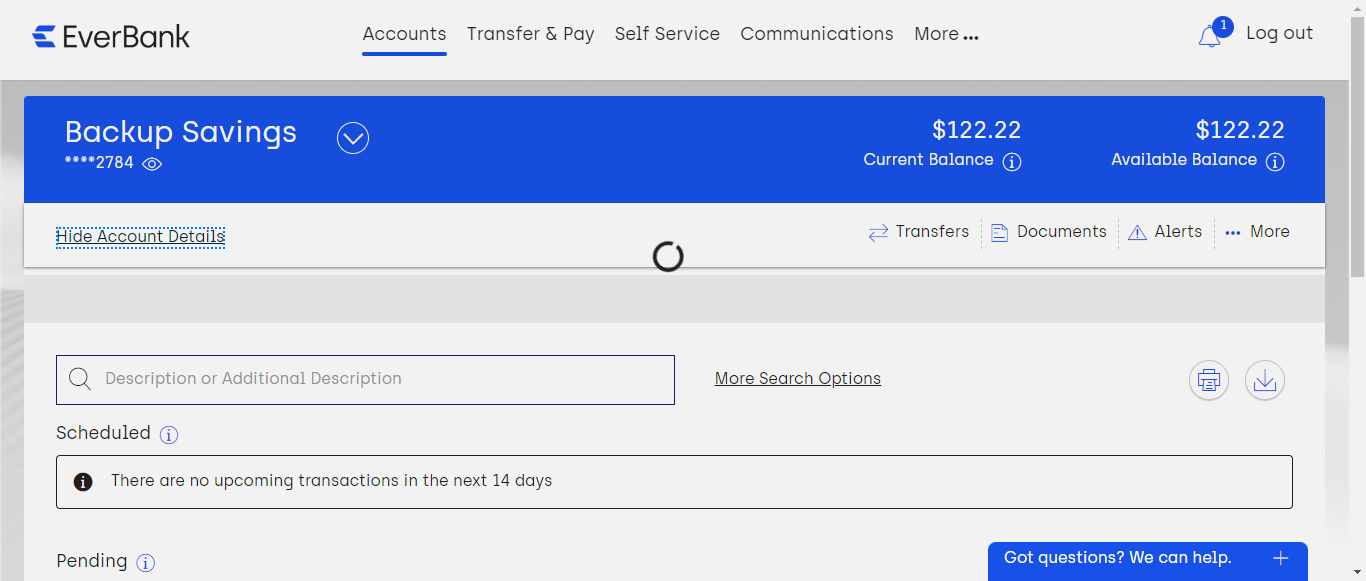 EverBank
Accounts Transfer & Pay Self Service Communications More ... 1 Log out
Backup Savings $122.22 $122.22
****2784 Current Balance Available Balance
Hide Account Details Transfers Documents Alerts ... More
Description or Additional Description More Search Options
Scheduled
There are no upcoming transactions in the next 14 days
Pending
Got questions? We can help. +